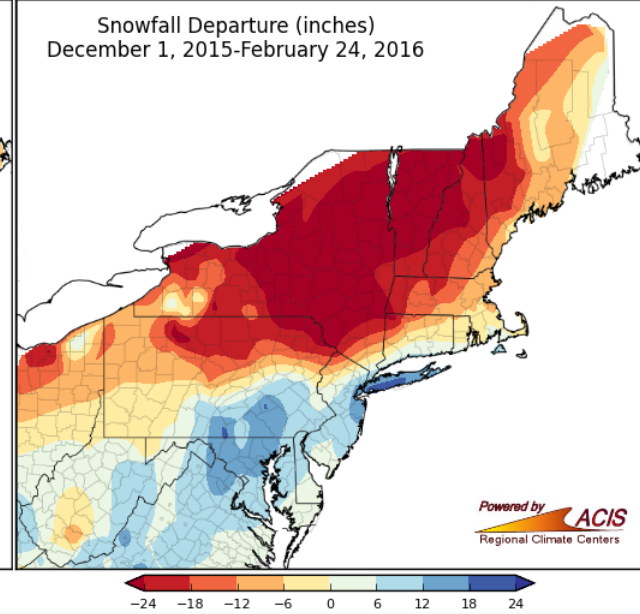 Snowfall Departure (inches)
December 1, 2015-February 24, 2016
Powered by
ACIS
Regional Climate Centers
−24 −18 −12 −6 0 6 12 18 24